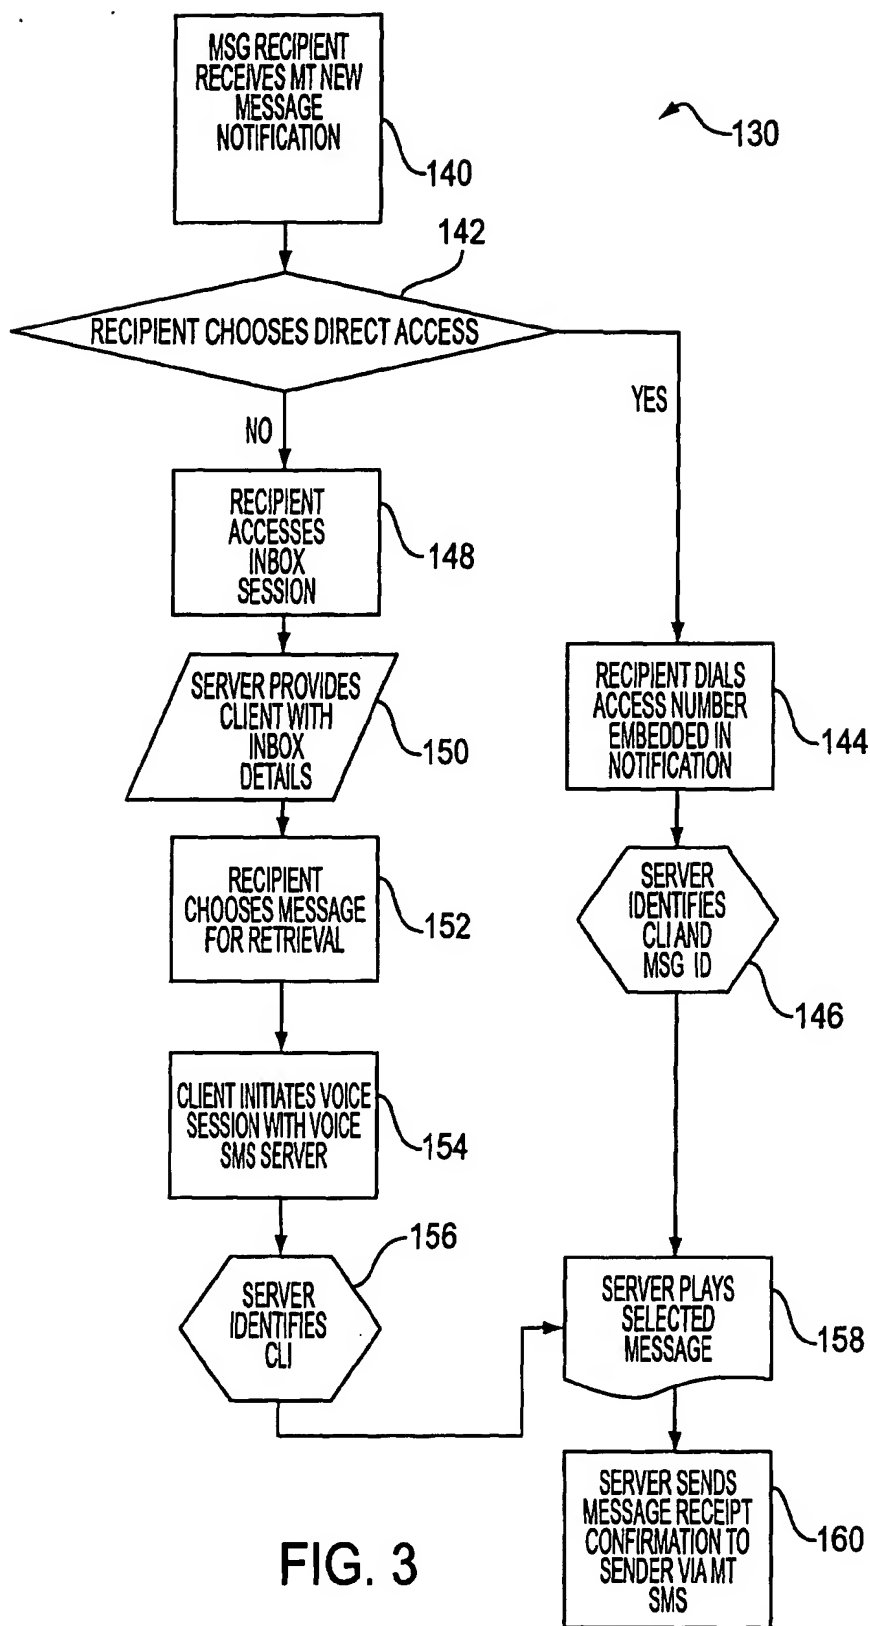 MSG RECIPIENT
RECEIVES MT NEW
MESSAGE
NOTIFICATION
130
140
142
RECIPIENT CHOOSES DIRECT ACCESS
YES
NO
RECIPIENT
ACCESSES
INBOX
SESSION
148
SERVER PROVIDES
CLIENT WITH
INBOX
DETAILS
150
RECIPIENT DIALS
ACCESS NUMBER
EMBEDDED IN
NOTIFICATION
144
RECIPIENT
CHOOSES MESSAGE
FOR RETRIEVAL
152
SERVER
IDENTIFIES
CLI AND
MSG ID
146
CLIENT INITIATES VOICE
SESSION WITH VOICE
SMS SERVER
154
156
SERVER
IDENTIFIES
CLI
SERVER PLAYS
SELECTED
MESSAGE
158
SERVER SENDS
MESSAGE RECEIPT
CONFIRMATION TO
SENDER VIA MT
SMS
160
FIG. 3